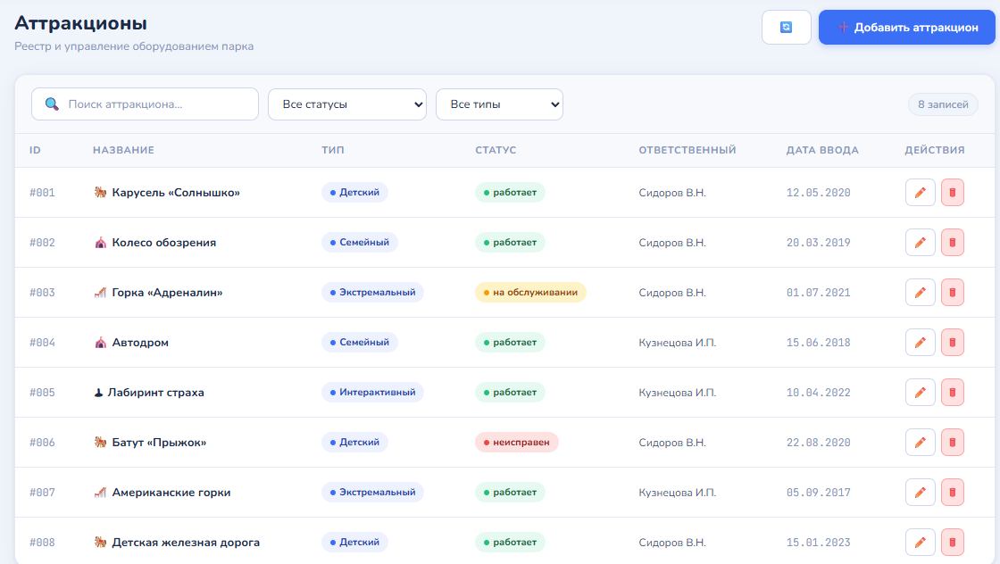 Аттракционы
Реестр и управление оборудованием парка
Добавить аттракцион
Поиск аттракциона...
Все статусы
Все типы
8 записей
ID НАЗВАНИЕ ТИП СТАТУС ОТВЕТСТВЕННЫЙ ДАТА ВВОДА ДЕЙСТВИЯ
#001 Карусель «Солнышко» Детский работает Сидоров В.Н. 12.05.2020
#002 Колесо обозрения Семейный работает Сидоров В.Н. 20.03.2019
#003 Горка «Адреналин» Экстремальный на обслуживании Сидоров В.Н. 01.07.2021
#004 Автодром Семейный работает Кузнецова И.П. 15.06.2018
#005 Лабиринт страха Интерактивный работает Кузнецова И.П. 10.04.2022
#006 Батут «Прыжок» Детский неисправен Сидоров В.Н. 22.08.2020
#007 Американские горки Экстремальный работает Кузнецова И.П. 05.09.2017
#008 Детская железная дорога Детский работает Сидоров В.Н. 15.01.2023